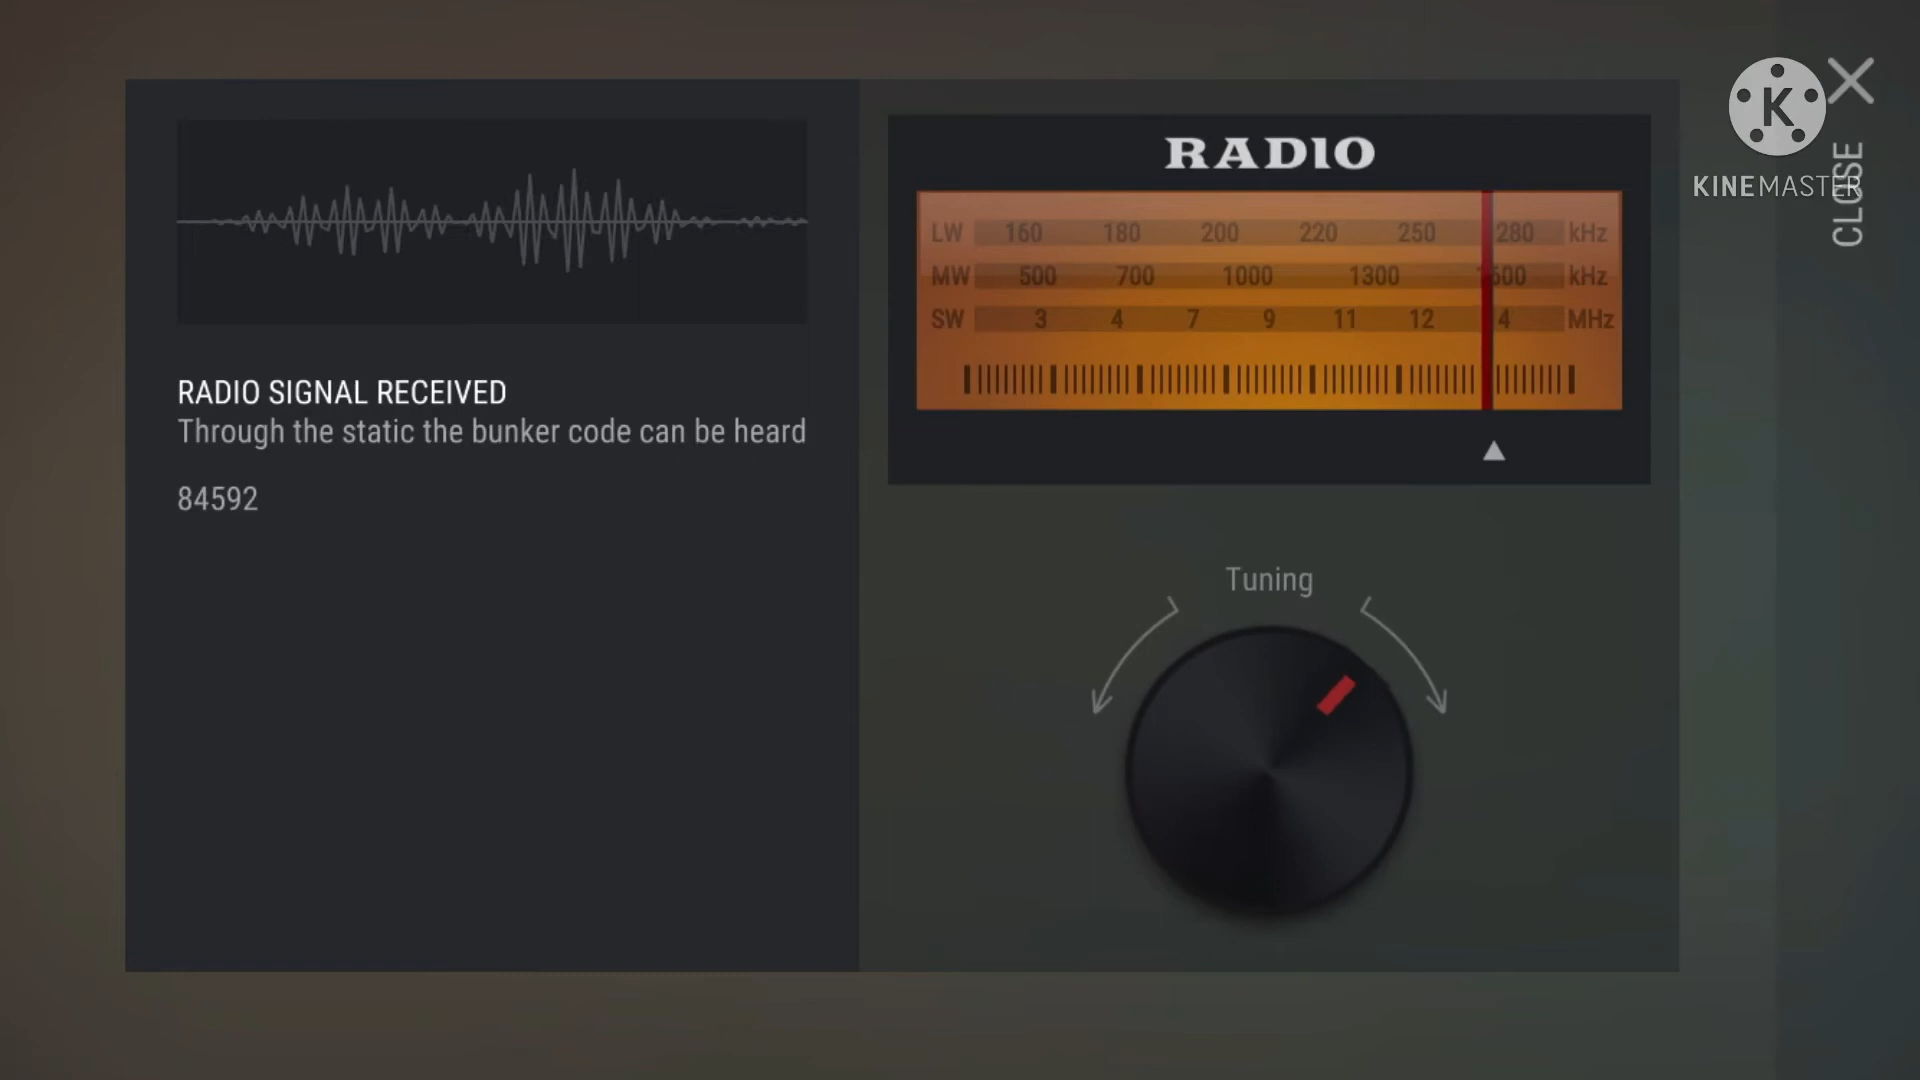 RADIO SIGNAL RECEIVED
Through the static the bunker code can be heard
84592
RADIO
LW 160 180 200 220 250 280 kHz
MW 500 700 1000 1300 kHz
SW 3 4 7 9 11 12 MHz
Tuning
K
KINEMASTER
CLOSE